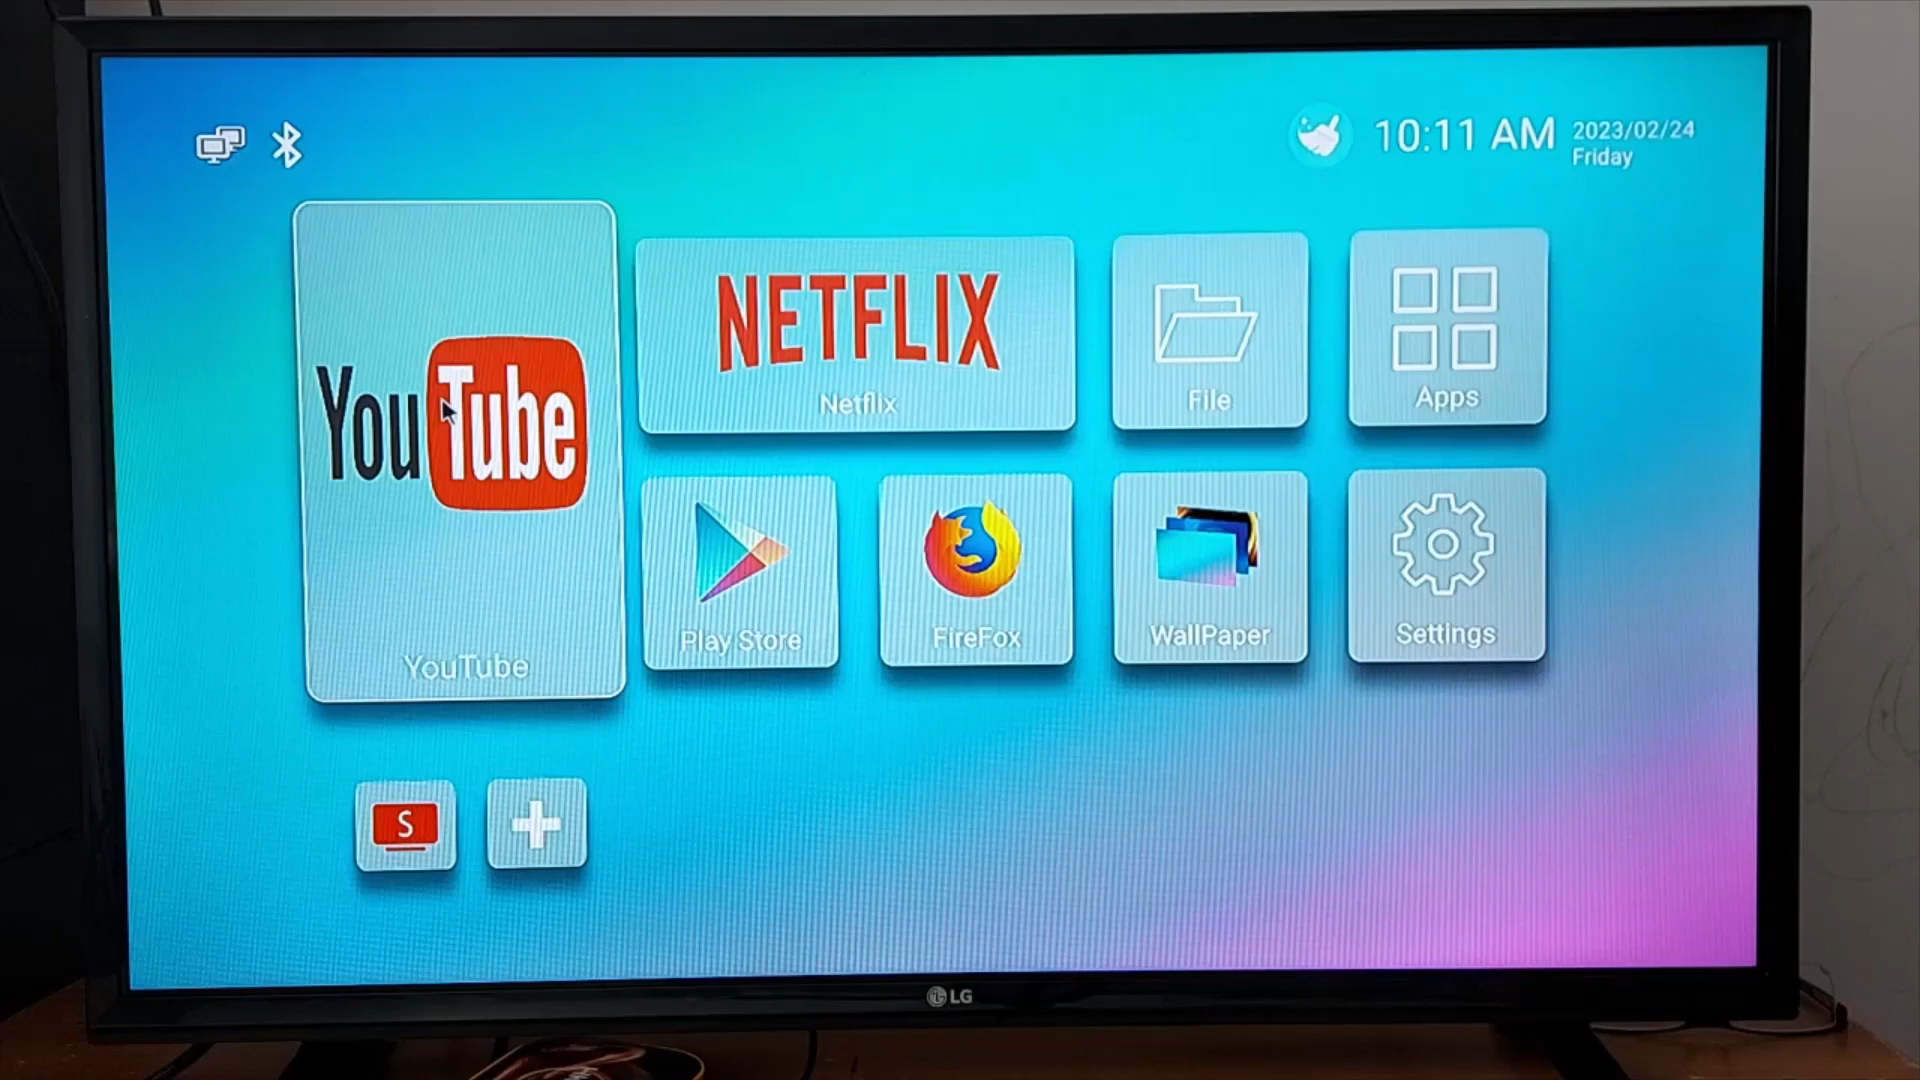 10:11 AM
2023/02/24
Friday
YouTube
YouTube
NETFLIX
Netflix
File
Apps
Play Store
FireFox
WallPaper
Settings
S
LG